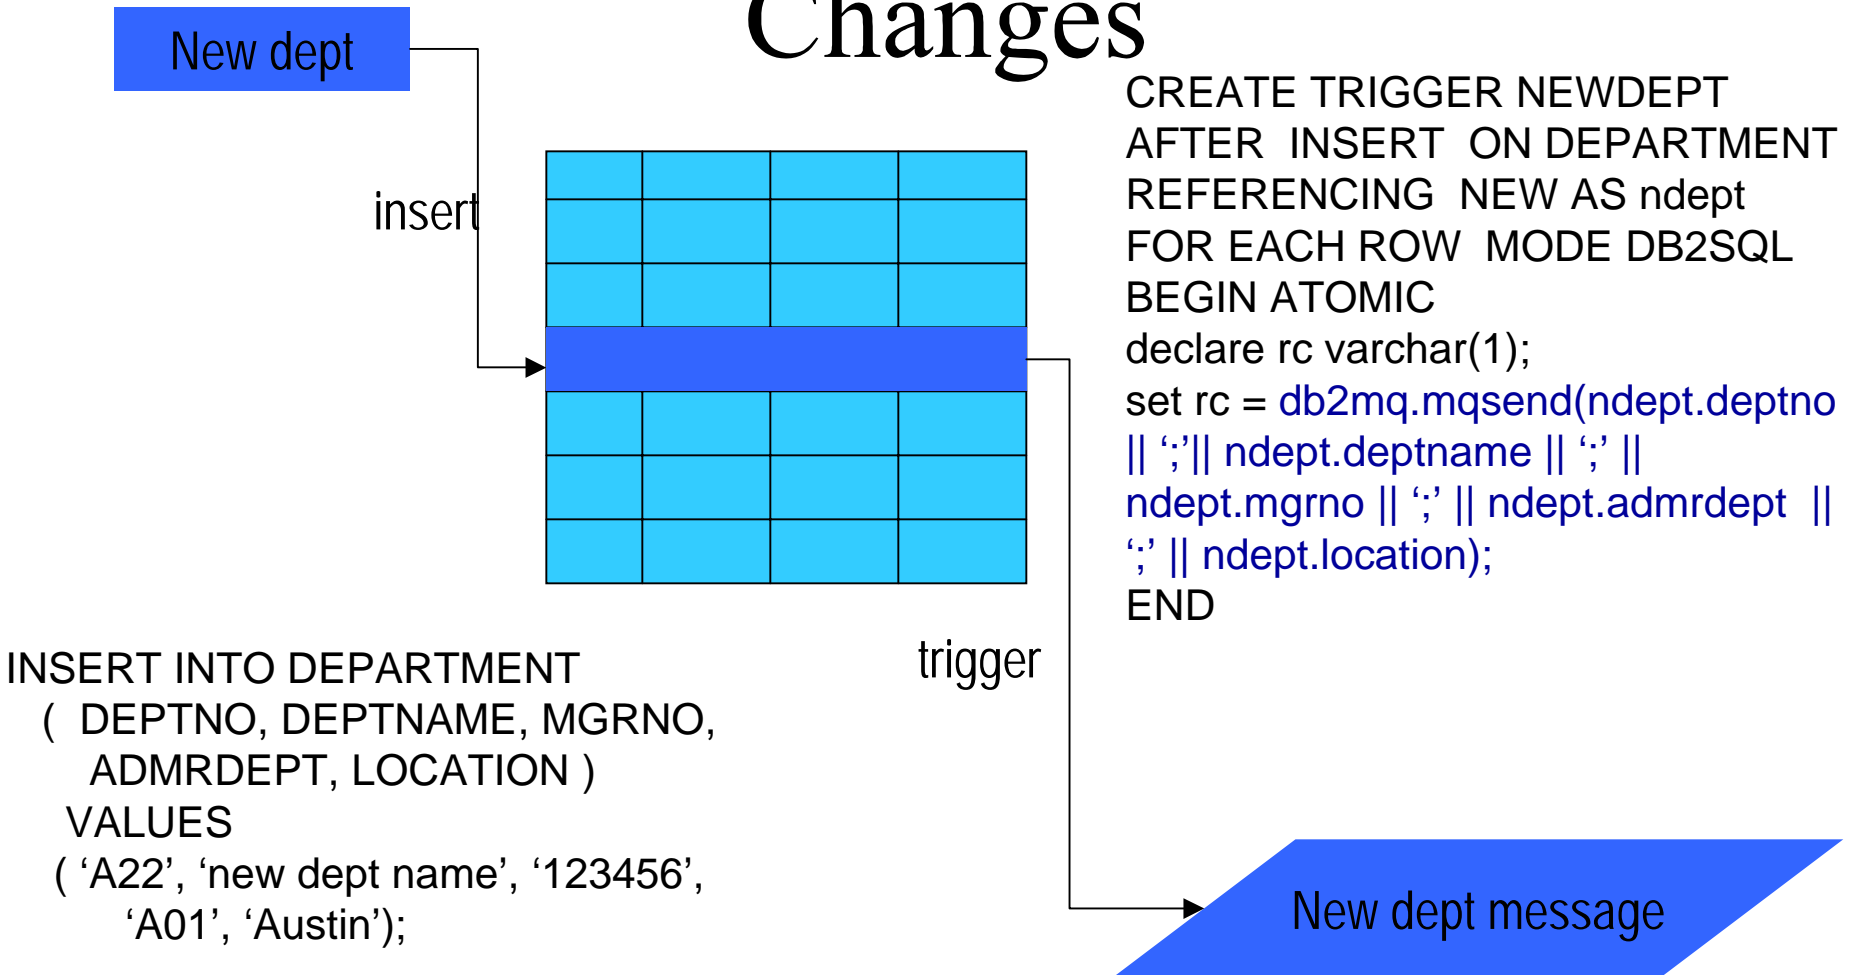 Changes
New dept
insert
CREATE TRIGGER NEWDEPT
AFTER INSERT ON DEPARTMENT
REFERENCING NEW AS ndept
FOR EACH ROW MODE DB2SQL
BEGIN ATOMIC
declare rc varchar(1);
set rc = db2mq.mqsend(ndept.deptno
|| ‘;’|| ndept.deptname || ‘;’ ||
ndept.mgrno || ‘;’ || ndept.admrdept ||
‘;’ || ndept.location);
END
trigger
INSERT INTO DEPARTMENT
( DEPTNO, DEPTNAME, MGRNO,
ADMRDEPT, LOCATION )
VALUES
( ‘A22’, ‘new dept name’, ‘123456’,
‘A01’, ‘Austin’);
New dept message